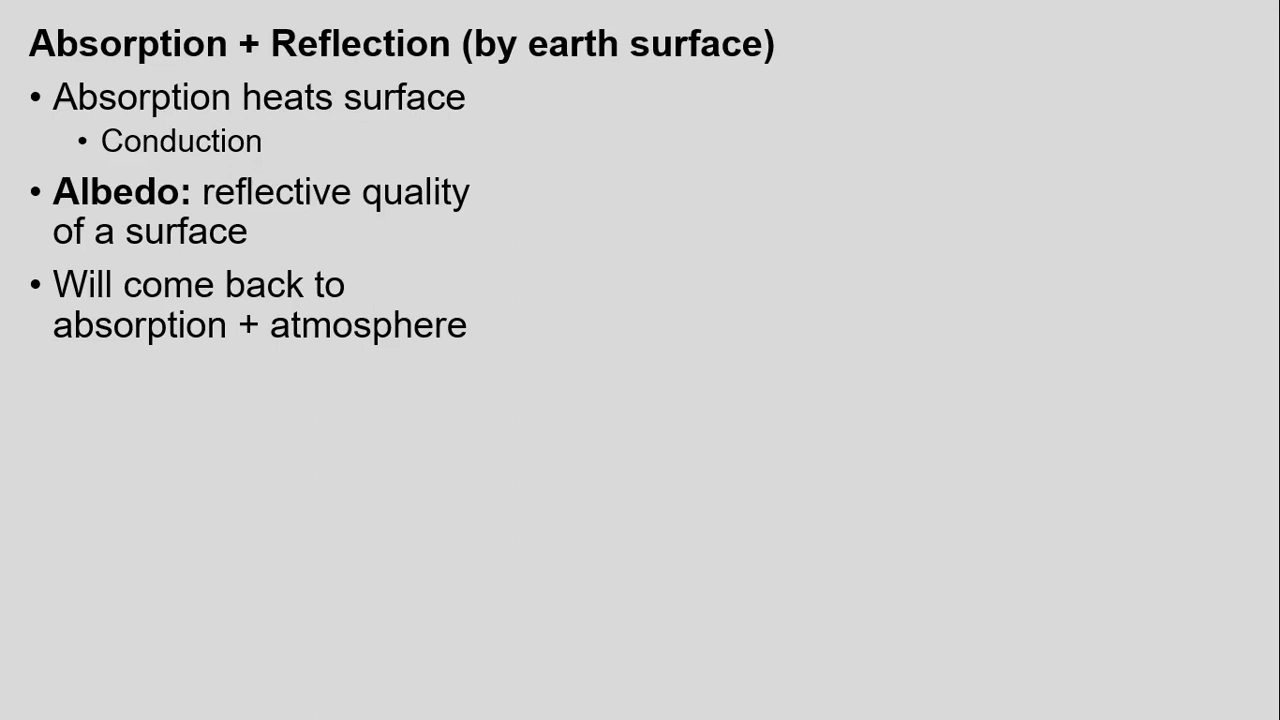 Absorption + Reflection (by earth surface)
• Absorption heats surface
• Conduction
• Albedo: reflective quality
of a surface
• Will come back to
absorption + atmosphere